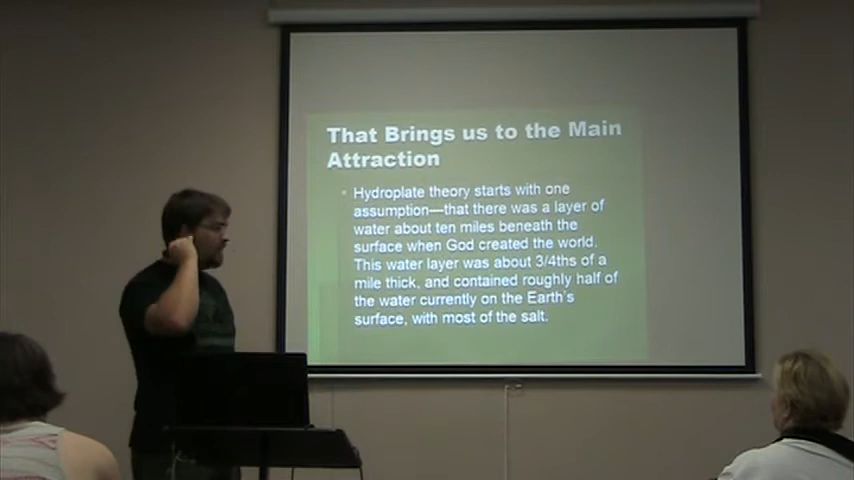 That Brings us to the Main
Attraction
• Hydroplate theory starts with one
assumption—that there was a layer of
water about ten miles beneath the
surface when God created the world.
This water layer was about 3/4ths of a
mile thick, and contained roughly half of
the water currently on the Earth's
surface, with most of the salt.